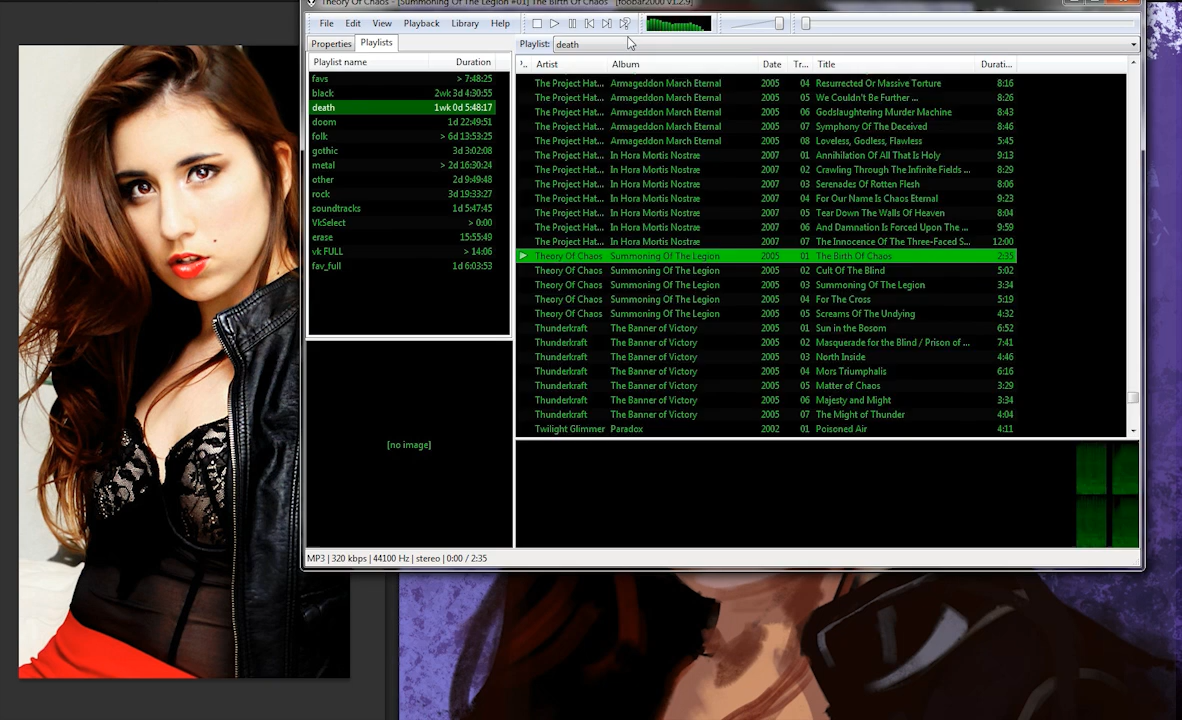 Theory Of Chaos - [Summoning Of The Legion #01] The Birth Of Chaos [foobar2000 v1.2.9]
File Edit View Playback Library Help
Properties Playlists Playlist: death
Playlist name Duration
favs > 7:48:25
black 2wk 3d 4:30:55
death 1wk 0d 5:48:17
doom 1d 22:49:51
folk > 6d 13:53:25
gothic 3d 3:02:08
metal > 2d 16:30:24
other 2d 9:49:48
rock 3d 19:33:27
soundtracks 1d 5:47:45
VkSelect > 0:00
erase 15:55:49
vk FULL > 14:06
fav_full 1d 6:03:53
[no image]
.. Artist Album Date Tr... Title Durati...
The Project Hat... Armageddon March Eternal 2005 04 Resurrected Or Massive Torture 8:16
The Project Hat... Armageddon March Eternal 2005 05 We Couldn't Be Further ... 8:26
The Project Hat... Armageddon March Eternal 2005 06 Godslaughtering Murder Machine 8:43
The Project Hat... Armageddon March Eternal 2005 07 Symphony Of The Deceived 8:46
The Project Hat... Armageddon March Eternal 2005 08 Loveless, Godless, Flawless 5:45
The Project Hat... In Hora Mortis Nostræ 2007 01 Annihilation Of All That Is Holy 9:13
The Project Hat... In Hora Mortis Nostræ 2007 02 Crawling Through The Infinite Fields ... 8:29
The Project Hat... In Hora Mortis Nostræ 2007 03 Serenades Of Rotten Flesh 8:06
The Project Hat... In Hora Mortis Nostræ 2007 04 For Our Name Is Chaos Eternal 9:23
The Project Hat... In Hora Mortis Nostræ 2007 05 Tear Down The Walls Of Heaven 8:04
The Project Hat... In Hora Mortis Nostræ 2007 06 And Damnation Is Forced Upon The ... 9:59
The Project Hat... In Hora Mortis Nostræ 2007 07 The Innocence Of The Three-Faced S... 12:00
Theory Of Chaos Summoning Of The Legion 2005 01 The Birth Of Chaos 2:35
Theory Of Chaos Summoning Of The Legion 2005 02 Cult Of The Blind 5:02
Theory Of Chaos Summoning Of The Legion 2005 03 Summoning Of The Legion 3:34
Theory Of Chaos Summoning Of The Legion 2005 04 For The Cross 5:19
Theory Of Chaos Summoning Of The Legion 2005 05 Screams Of The Undying 4:32
Thunderkraft The Banner of Victory 2005 01 Sun in the Bosom 6:52
Thunderkraft The Banner of Victory 2005 02 Masquerade for the Blind / Prison of ... 7:41
Thunderkraft The Banner of Victory 2005 03 North Inside 4:46
Thunderkraft The Banner of Victory 2005 04 Mors Triumphalis 6:16
Thunderkraft The Banner of Victory 2005 05 Matter of Chaos 3:29
Thunderkraft The Banner of Victory 2005 06 Majesty and Might 3:34
Thunderkraft The Banner of Victory 2005 07 The Might of Thunder 4:04
Twilight Glimmer Paradox 2002 01 Poisoned Air 4:11
MP3 | 320 kbps | 44100 Hz | stereo | 0:00 / 2:35